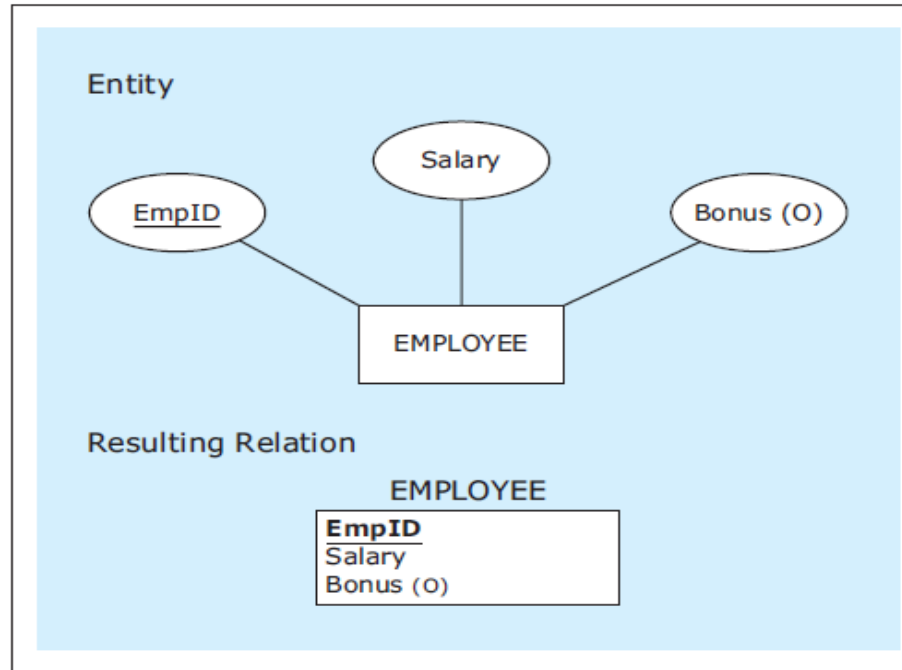 Entity
Salary
EmpID
Bonus (O)
EMPLOYEE
Resulting Relation
EMPLOYEE
EmpID
Salary
Bonus (O)